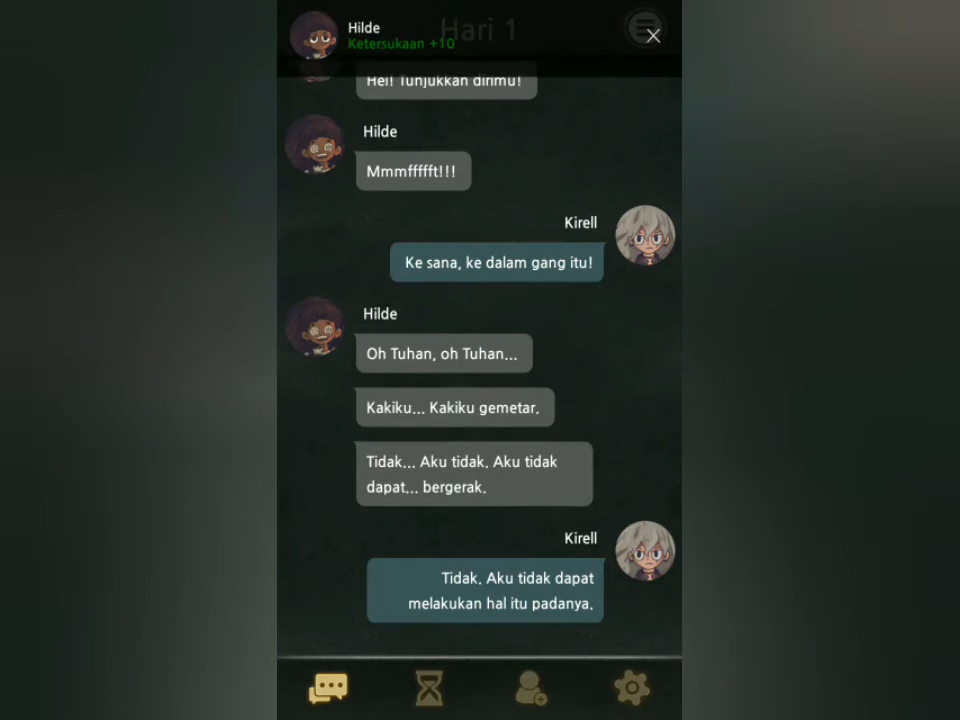 Hilde
Hari 1
Ketersukaan +10
Hei! Tunjukkan dirimu!
Hilde
Mmmffffft!!!
Kirell
Ke sana, ke dalam gang itu!
Hilde
Oh Tuhan, oh Tuhan...
Kakiku... Kakiku gemetar.
Tidak... Aku tidak. Aku tidak
dapat... bergerak.
Kirell
Tidak. Aku tidak dapat
melakukan hal itu padanya.